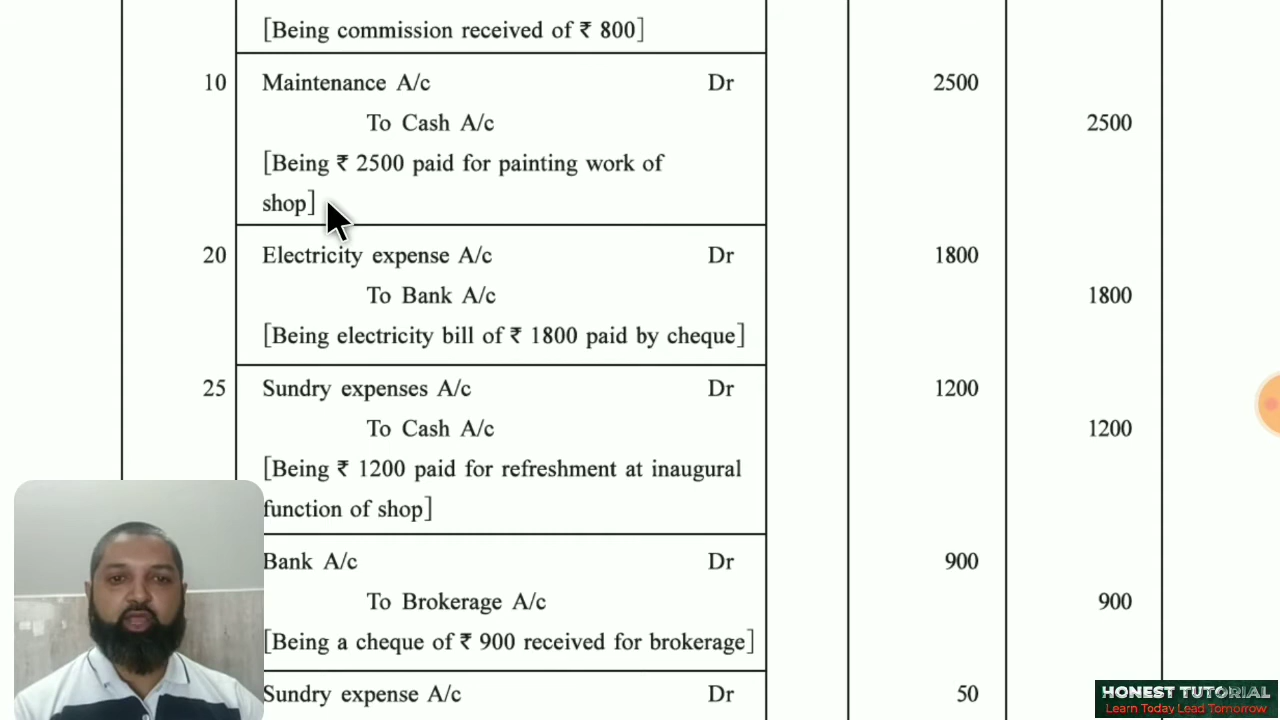 [Being commission received of ₹ 800]
10 Maintenance A/c Dr 2500
To Cash A/c 2500
[Being ₹ 2500 paid for painting work of
shop]
20 Electricity expense A/c Dr 1800
To Bank A/c 1800
[Being electricity bill of ₹ 1800 paid by cheque]
25 Sundry expenses A/c Dr 1200
To Cash A/c 1200
[Being ₹ 1200 paid for refreshment at inaugural
function of shop]
Bank A/c Dr 900
To Brokerage A/c 900
[Being a cheque of ₹ 900 received for brokerage]
Sundry expense A/c Dr 50
HONEST TUTORIAL
Learn Today Lead Tomorrow